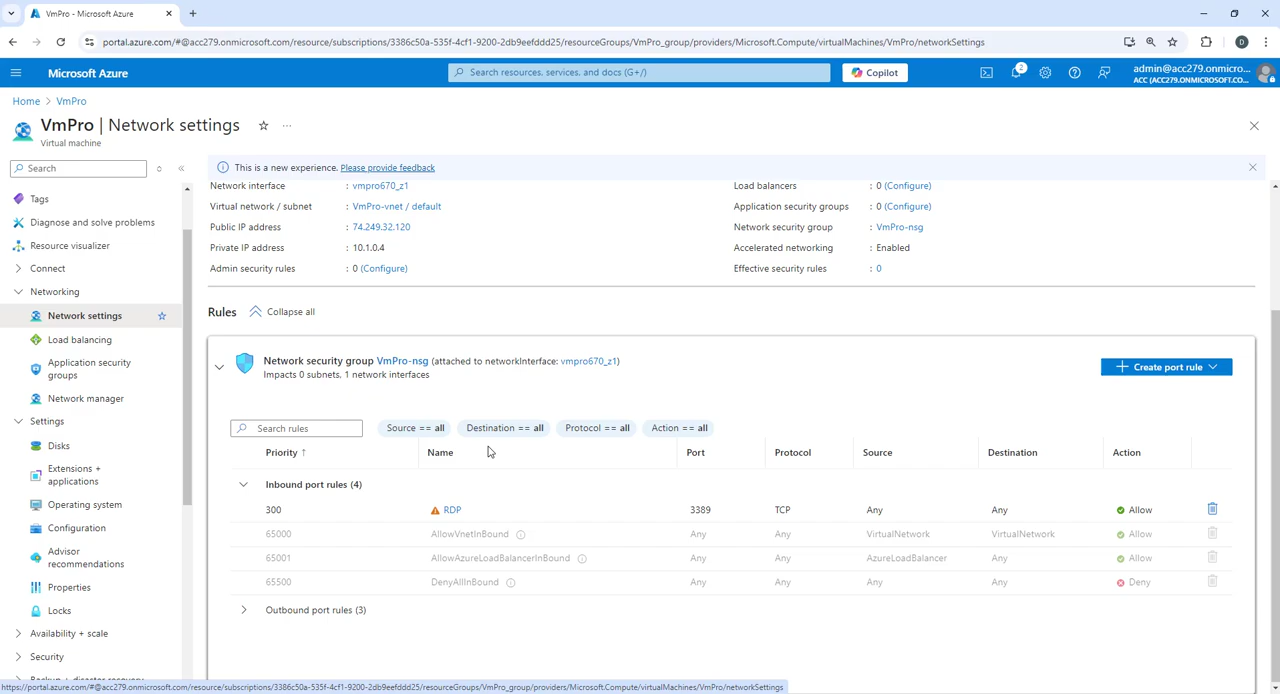 VmPro - Microsoft Azure
portal.azure.com/#@acc279.onmicrosoft.com/resource/subscriptions/3386c50a-535f-4cf1-9200-2db9eefddd25/resourceGroups/VmPro_group/providers/Microsoft.Compute/virtualMachines/VmPro/networkSettings
D
Microsoft Azure
Search resources, services, and docs (G+/)
Copilot
2
admin@acc279.onmicro...
ACC (ACC279.ONMICROSOFT.CO...
Home > VmPro
VmPro | Network settings
Virtual machine
Search
This is a new experience. Please provide feedback
Tags
Diagnose and solve problems
Resource visualizer
Connect
Networking
Network settings
Load balancing
Application security
groups
Network manager
Settings
Disks
Extensions +
applications
Operating system
Configuration
Advisor
recommendations
Properties
Locks
Availability + scale
Security
Backup + disaster recovery
Network interface : vmpro670_z1
Virtual network / subnet : VmPro-vnet / default
Public IP address : 74.249.32.120
Private IP address : 10.1.0.4
Admin security rules : 0 (Configure)
Load balancers : 0 (Configure)
Application security groups : 0 (Configure)
Network security group : VmPro-nsg
Accelerated networking : Enabled
Effective security rules : 0
Rules Collapse all
Network security group VmPro-nsg (attached to networkInterface: vmpro670_z1)
Impacts 0 subnets, 1 network interfaces
Create port rule
Search rules Source == all Destination == all Protocol == all Action == all
Priority ↑ Name Port Protocol Source Destination Action
Inbound port rules (4)
300 RDP 3389 TCP Any Any Allow
65000 AllowVnetInBound Any Any VirtualNetwork VirtualNetwork Allow
65001 AllowAzureLoadBalancerInBound Any Any AzureLoadBalancer Any Allow
65500 DenyAllInBound Any Any Any Any Deny
Outbound port rules (3)
https://portal.azure.com/#@acc279.onmicrosoft.com/resource/subscriptions/3386c50a-535f-4cf1-9200-2db9eefddd25/resourceGroups/VmPro_group/providers/Microsoft.Compute/virtualMachines/VmPro/networkSettings